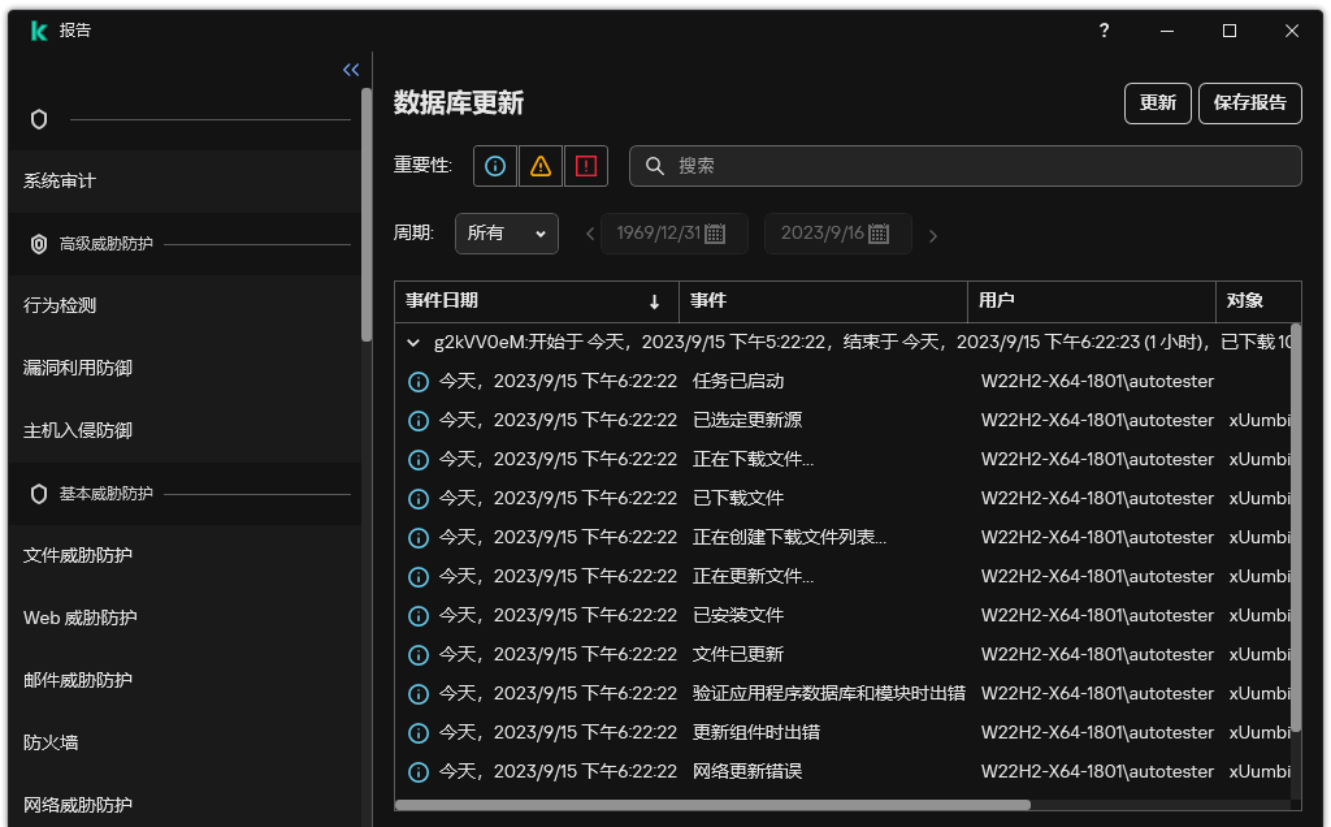 k 报告 ?
数据库更新 更新 保存报告
重要性: 搜索
系统审计
周期: 所有 1969/12/31 2023/9/16
高级威胁防护
行为检测
漏洞利用防御
主机入侵防御
基本威胁防护
文件威胁防护
Web 威胁防护
邮件威胁防护
防火墙
网络威胁防护
事件日期 ↓ 事件 用户 对象
g2kVV0eM:开始于 今天，2023/9/15 下午5:22:22，结束于 今天，2023/9/15 下午6:22:23 (1 小时)，已下载 10
今天，2023/9/15 下午6:22:22 任务已启动 W22H2-X64-1801\autotester
今天，2023/9/15 下午6:22:22 已选定更新源 W22H2-X64-1801\autotester xUumbi
今天，2023/9/15 下午6:22:22 正在下载文件... W22H2-X64-1801\autotester xUumbi
今天，2023/9/15 下午6:22:22 已下载文件 W22H2-X64-1801\autotester xUumbi
今天，2023/9/15 下午6:22:22 正在创建下载文件列表... W22H2-X64-1801\autotester xUumbi
今天，2023/9/15 下午6:22:22 正在更新文件... W22H2-X64-1801\autotester xUumbi
今天，2023/9/15 下午6:22:22 已安装文件 W22H2-X64-1801\autotester xUumbi
今天，2023/9/15 下午6:22:22 文件已更新 W22H2-X64-1801\autotester xUumbi
今天，2023/9/15 下午6:22:22 验证应用程序数据库和模块时出错 W22H2-X64-1801\autotester xUumbi
今天，2023/9/15 下午6:22:22 更新组件时出错 W22H2-X64-1801\autotester xUumbi
今天，2023/9/15 下午6:22:22 网络更新错误 W22H2-X64-1801\autotester xUumbi